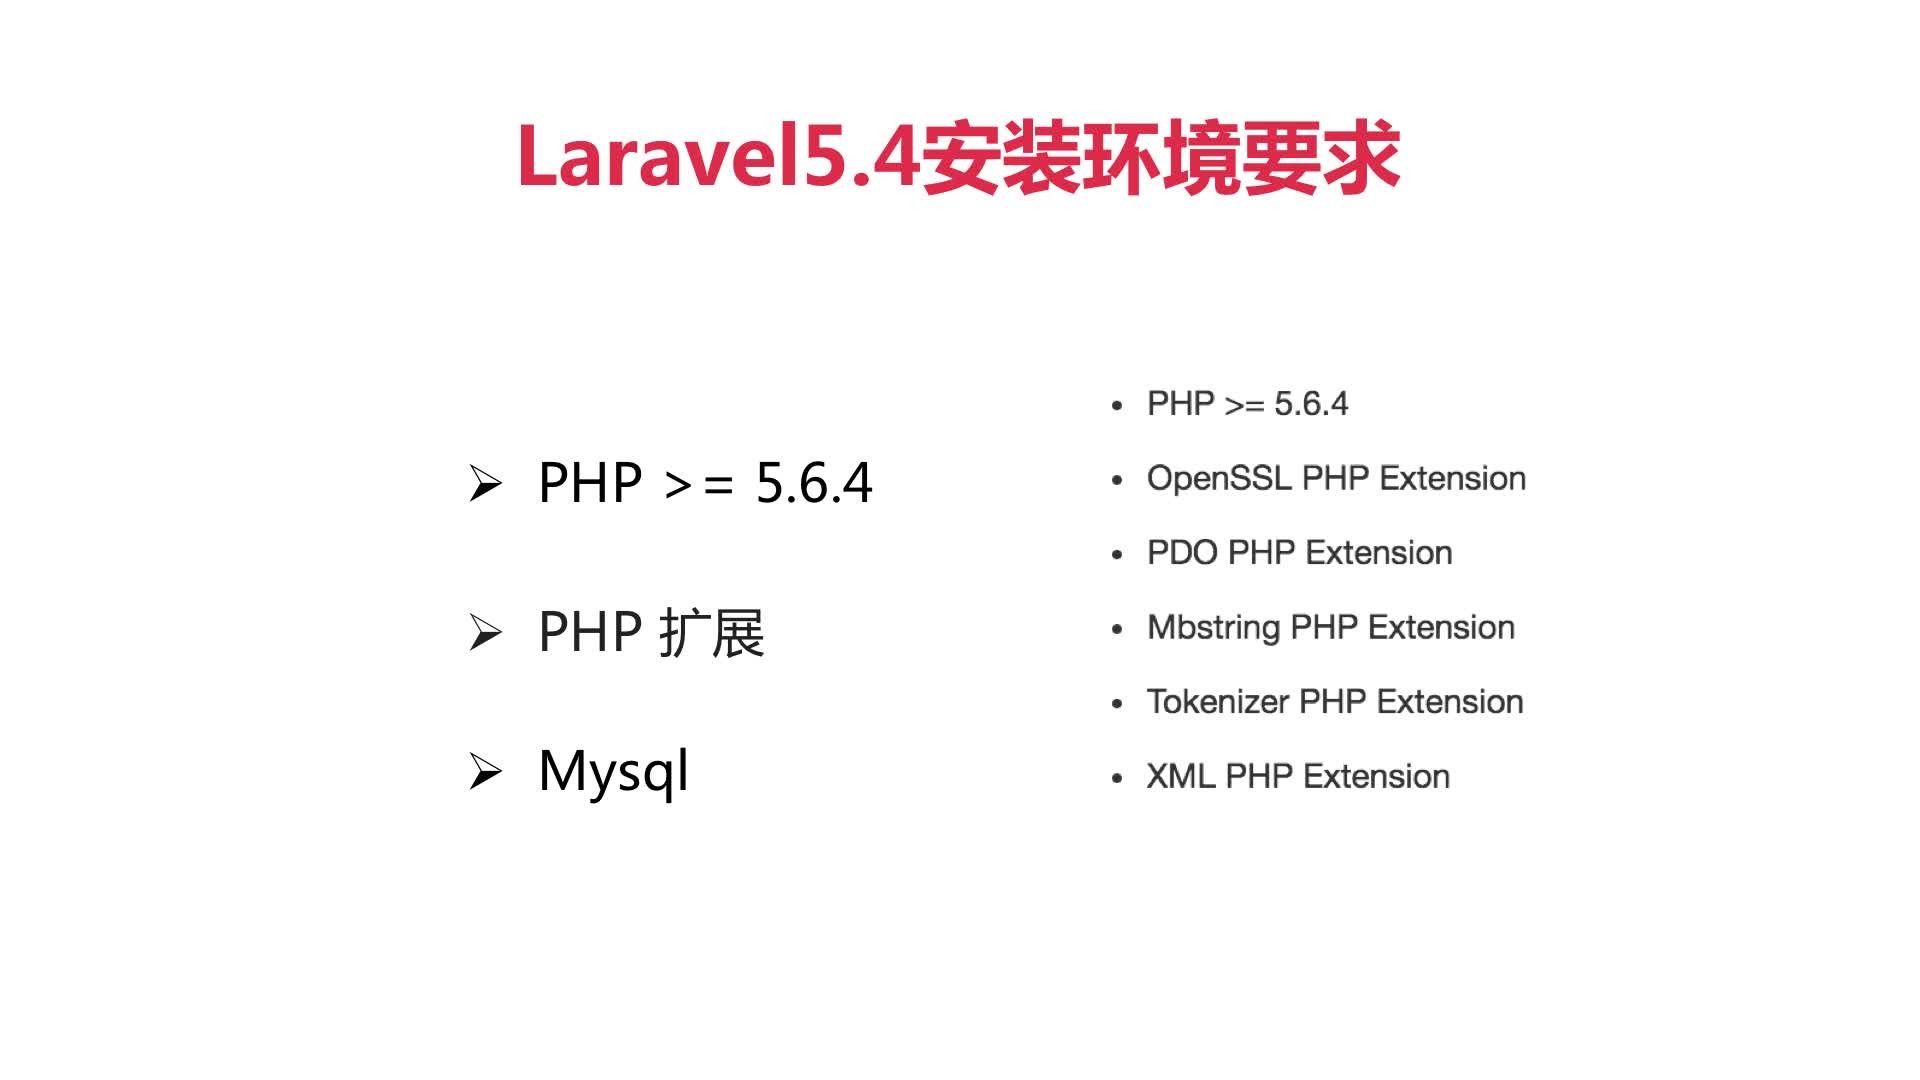 Laravel5.4安装环境要求
PHP >= 5.6.4
PHP 扩展
Mysql
PHP >= 5.6.4
OpenSSL PHP Extension
PDO PHP Extension
Mbstring PHP Extension
Tokenizer PHP Extension
XML PHP Extension